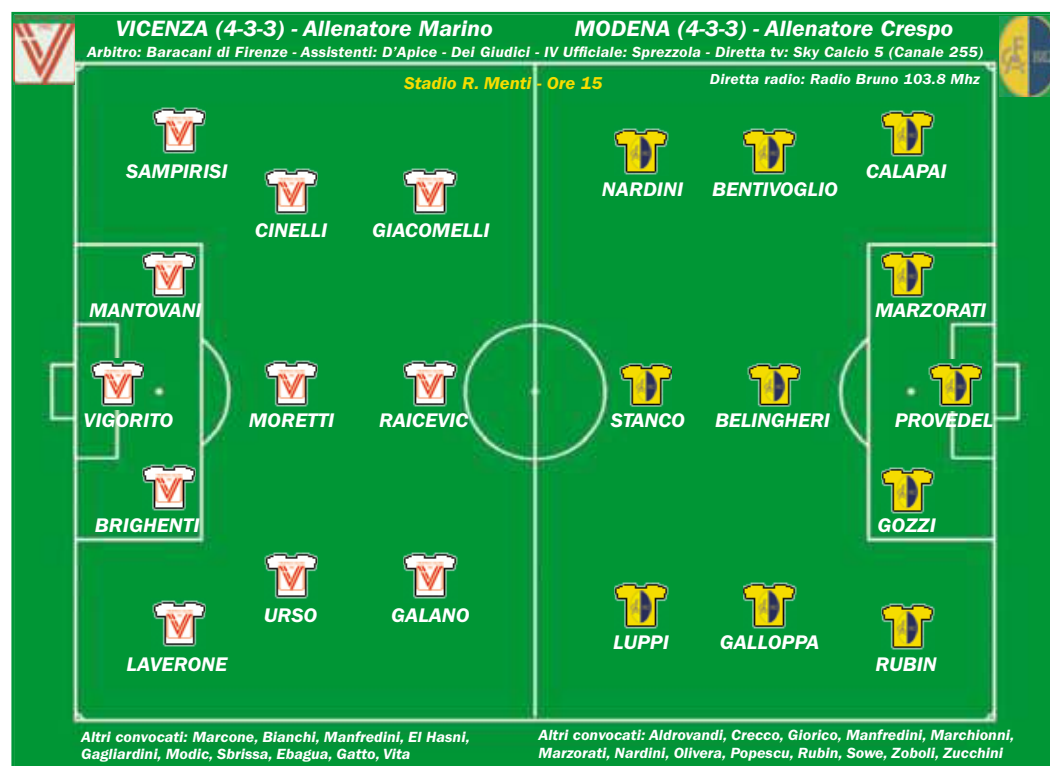 VICENZA (4-3-3) - Allenatore Marino
MODENA (4-3-3) - Allenatore Crespo
Arbitro: Baracani di Firenze - Assistenti: D'Apice - Dei Giudici - IV Ufficiale: Sprezzola - Diretta tv: Sky Calcio 5 (Canale 255)
Stadio R. Menti - Ore 15
Diretta radio: Radio Bruno 103.8 Mhz
SAMPIRISI
CINELLI
GIACOMELLI
MANTOVANI
VIGORITO
MORETTI
RAICEVIC
BRIGHENTI
URSO
GALANO
LAVERONE
NARDINI
BENTIVOGLIO
CALAPAI
MARZORATI
STANCO
BELINGHERI
PROVEDEL
GOZZI
LUPPI
GALLOPPA
RUBIN
Altri convocati: Marcone, Bianchi, Manfredini, El Hasni,
Gagliardini, Modic, Sbrissa, Ebagua, Gatto, Vita
Altri convocati: Aldrovandi, Crecco, Giorico, Manfredini, Marchionni,
Marzorati, Nardini, Olivera, Popescu, Rubin, Sowe, Zoboli, Zucchini